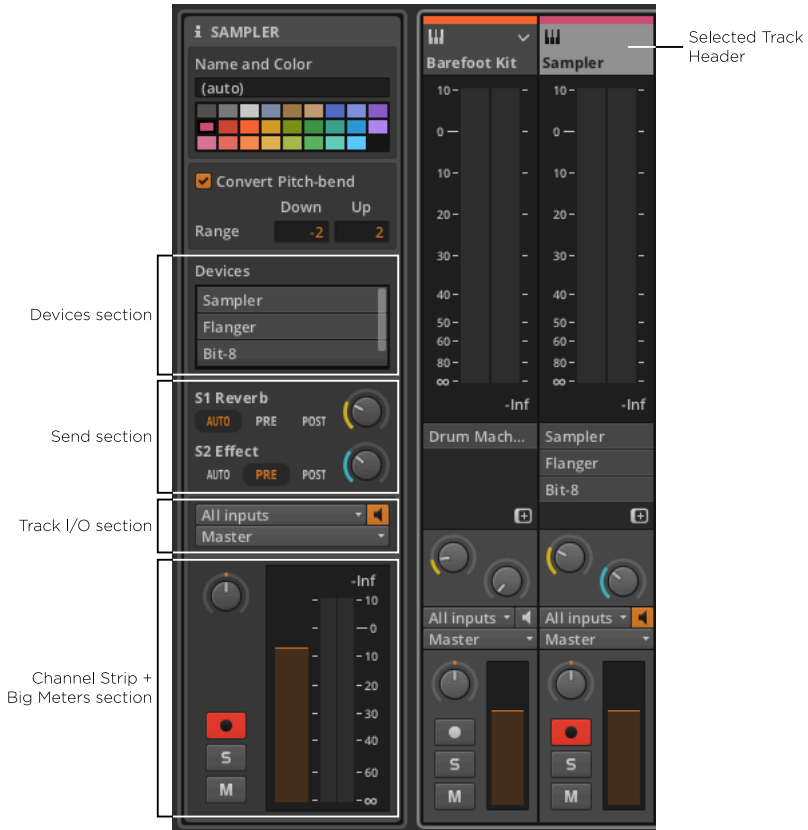 i SAMPLER
Name and Color
(auto)
Convert Pitch-bend
Down Up
Range -2 2
Devices section
Devices
Sampler
Flanger
Bit-8
Send section
S1 Reverb
AUTO PRE POST
S2 Effect
AUTO PRE POST
Track I/O section
All inputs
Master
Channel Strip +
Big Meters section
-Inf
10
0
10
20
30
40
60
∞
S
M
Barefoot Kit
10
0
10
20
30
40
50
60
80
∞
-Inf
Drum Mach...
All inputs
Master
S
M
Selected Track
Header
Sampler
10
0
10
20
30
40
50
60
80
∞
-Inf
Sampler
Flanger
Bit-8
All inputs
Master
S
M